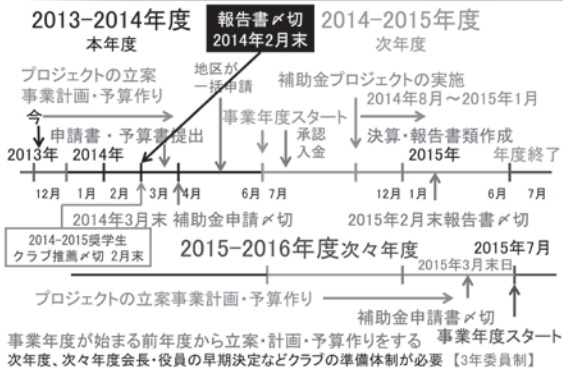 2013-2014年度
本年度
報告書〆切
2014年2月末
2014-2015年度
次年度
プロジェクトの立案
事業計画・予算作り
地区が
一括申請
補助金プロジェクトの実施
2014年8月~2015年1月
今
申請書・予算書提出
事業年度スタート
承認
入金
決算・報告書類作成
2013年
2014年
2015年
年度終了
12月
1月
2月
3月
4月
6月
7月
12月
1月
6月
7月
2014年3月末 補助金申請〆切
2015年2月末報告書〆切
2014-2015奨学生
クラブ推薦〆切 2月末
2015-2016年度次々年度
2015年7月
2015年3月末日
プロジェクトの立案事業計画・予算作り
補助金申請書〆切
事業年度スタート
事業年度が始まる前年度から立案・計画・予算作りをする
次年度、次々年度会長・役員の早期決定などクラブの準備体制が必要 【3年委員制】